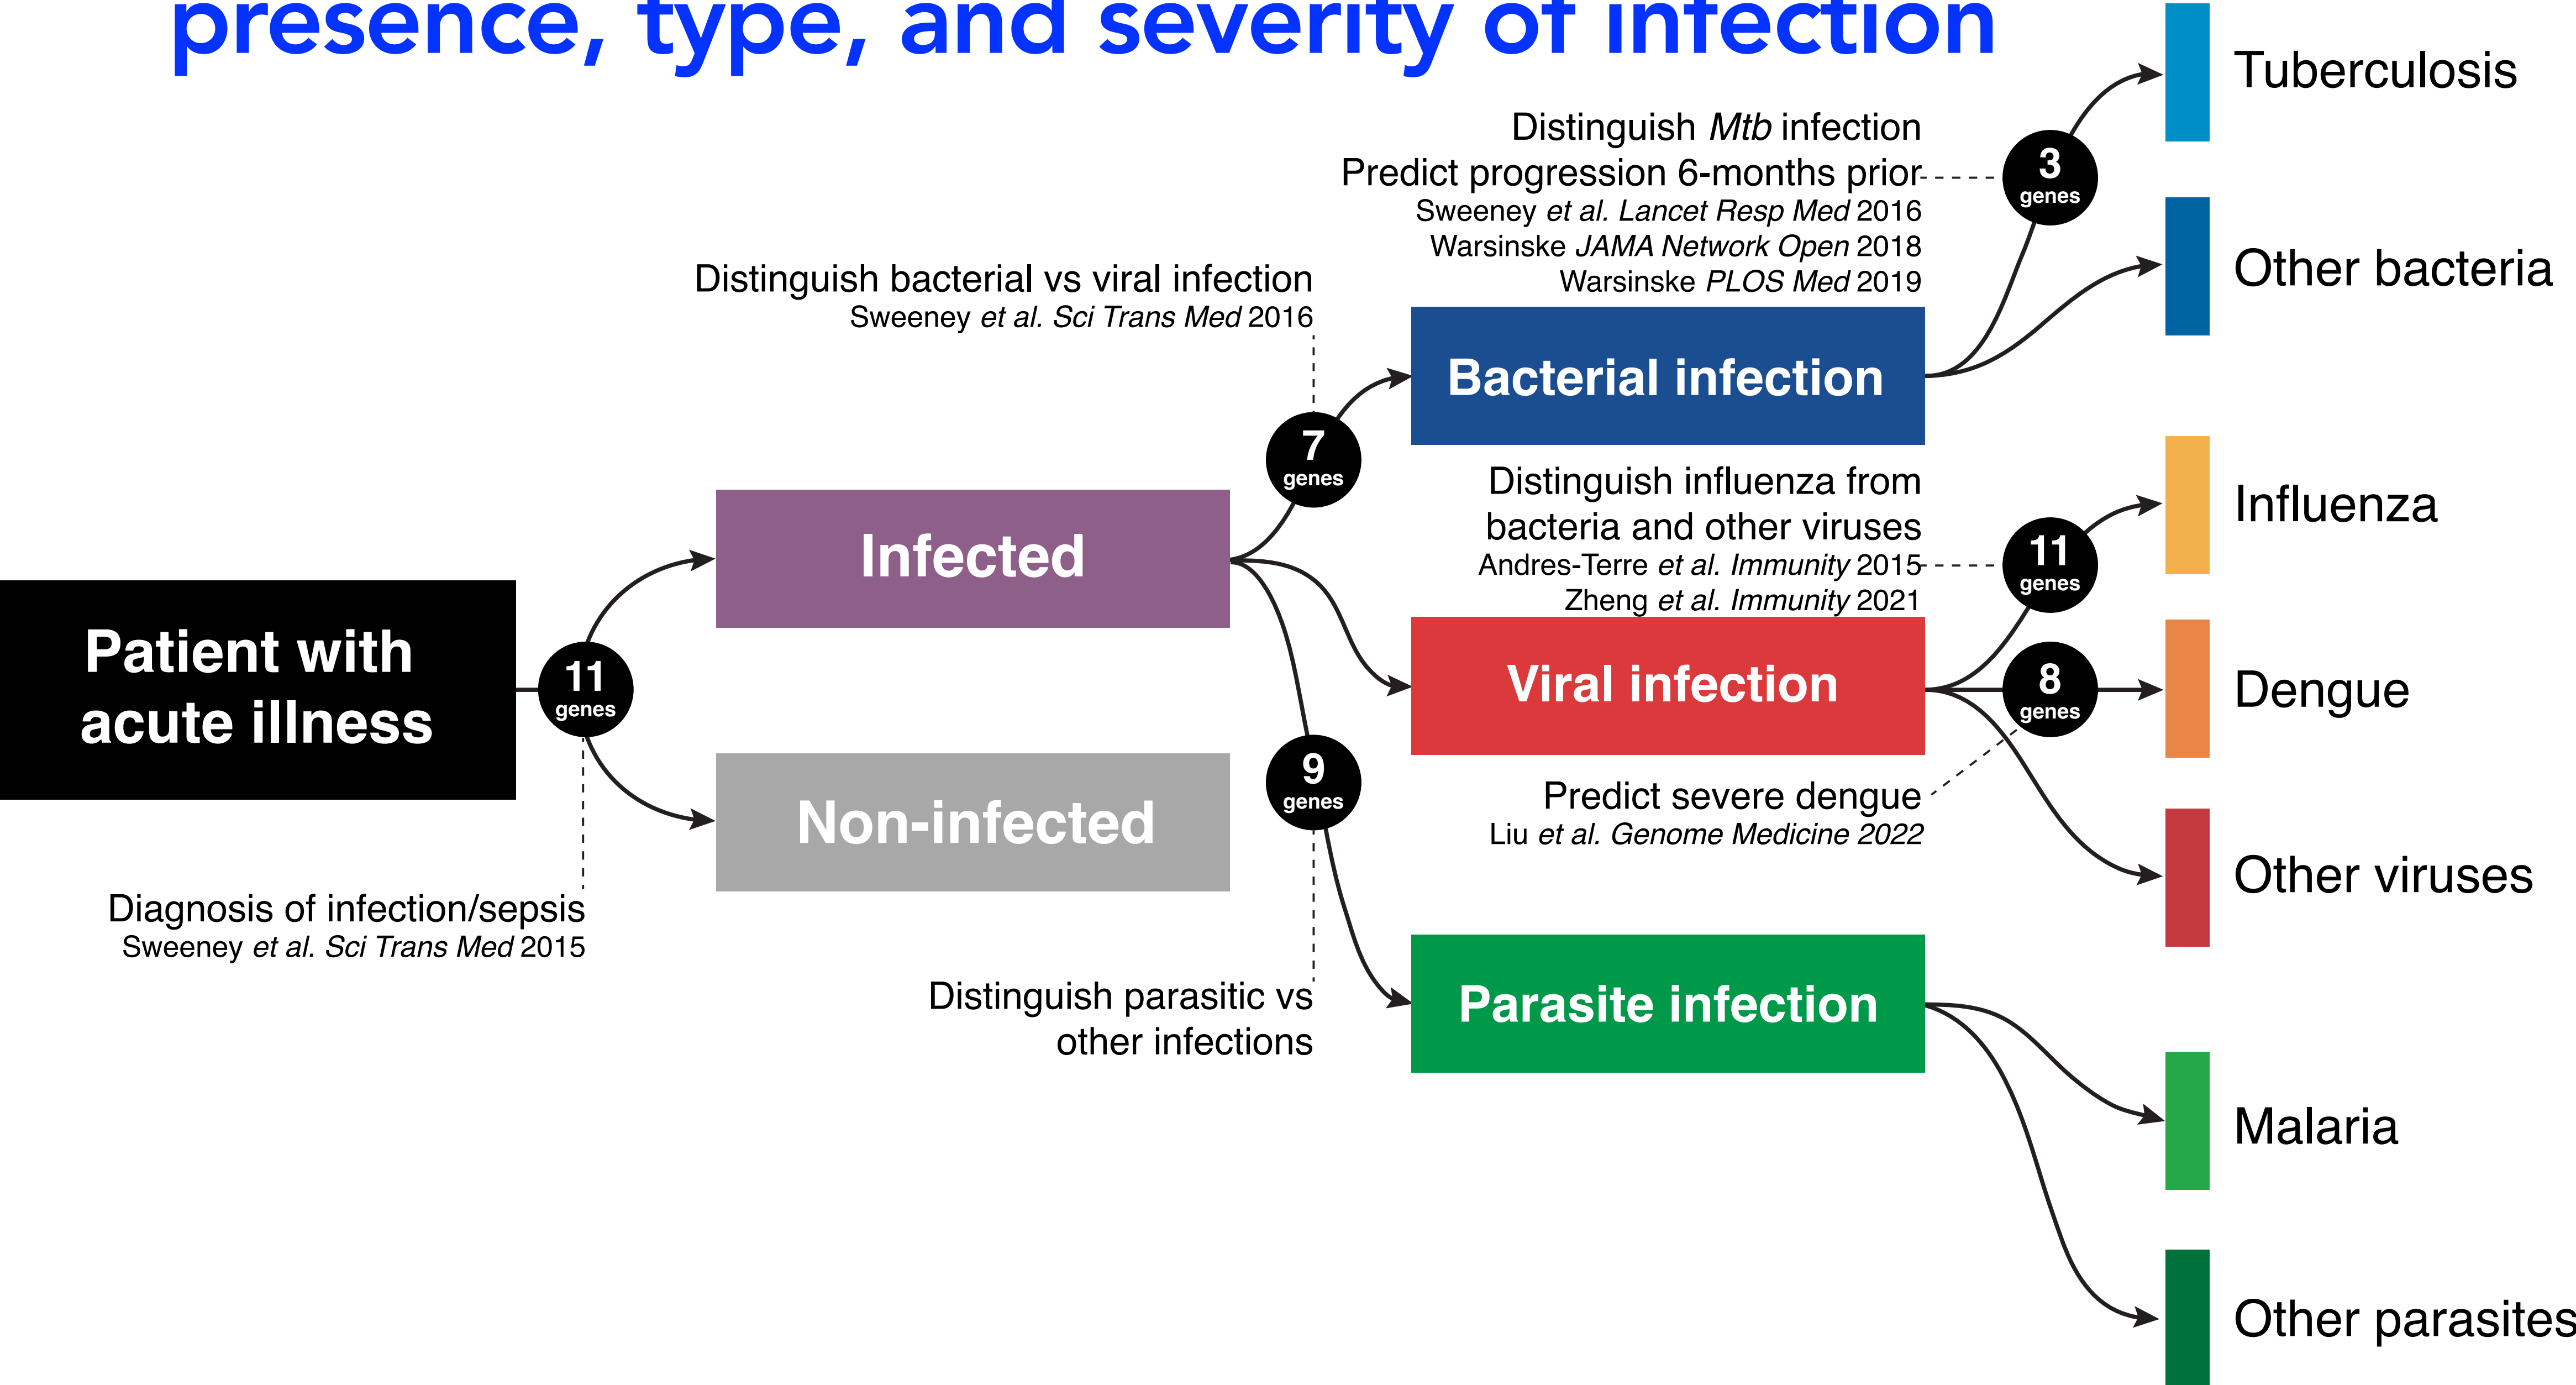 presence, type, and severity of infection
Patient with
acute illness
11
genes
Diagnosis of infection/sepsis
Sweeney et al. Sci Trans Med 2015
Infected
Non-infected
Distinguish bacterial vs viral infection
Sweeney et al. Sci Trans Med 2016
7
genes
9
genes
Distinguish parasitic vs
other infections
Distinguish Mtb infection
Predict progression 6-months prior
Sweeney et al. Lancet Resp Med 2016
Warsinske JAMA Network Open 2018
Warsinske PLOS Med 2019
Bacterial infection
Distinguish influenza from
bacteria and other viruses
Andres-Terre et al. Immunity 2015
Zheng et al. Immunity 2021
Viral infection
Predict severe dengue
Liu et al. Genome Medicine 2022
Parasite infection
3
genes
11
genes
8
genes
Tuberculosis
Other bacteria
Influenza
Dengue
Other viruses
Malaria
Other parasites